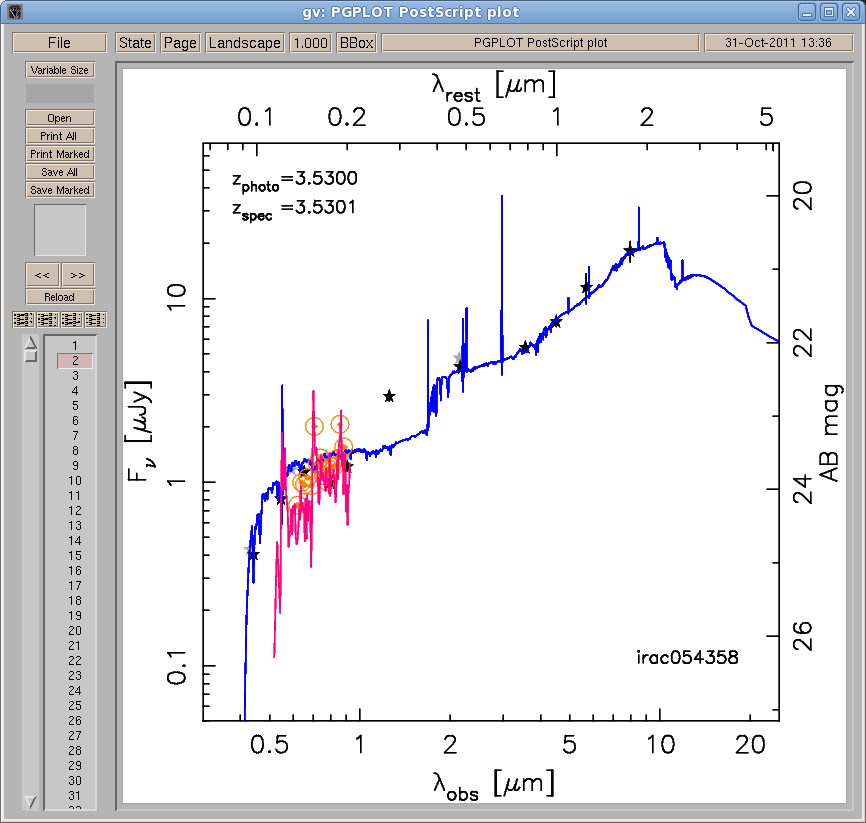 gv: PGPLOT PostScript plot
File
State
Page
Landscape
1.000
BBox
PGPLOT PostScript plot
31-Oct-2011 13:36
Variable Size
Open
Print All
Print Marked
Save All
Save Marked
<<
>>
Reload
1
2
3
4
5
6
7
8
9
10
11
12
13
14
15
16
17
18
19
20
21
22
23
24
25
26
27
28
29
30
31
λrest [μm]
0.1
0.2
0.5
1
2
5
zphoto=3.5300
zspec =3.5301
Fν [μJy]
10
1
0.1
AB mag
20
22
24
26
irac054358
0.5
1
2
5
10
20
λobs [μm]